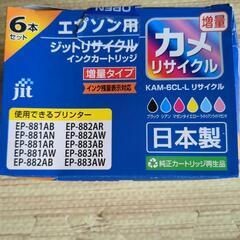 OPEN
6本セット
エプソン用
ジットリサイクル
インクカートリッジ
増量タイプ
インク残量表示対応
jit
増量
カメ
リサイクル
KAM-6CL-L リサイクル
ブラック シアン マゼンタ イエロー ライトシアン ライトマゼンタ
日本製
純正カートリッジ再生品
使用できるプリンター
EP-881AB EP-882AR
EP-881AN EP-882AW
EP-881AR EP-883AB
EP-881AW EP-883AR
EP-882AB EP-883AW